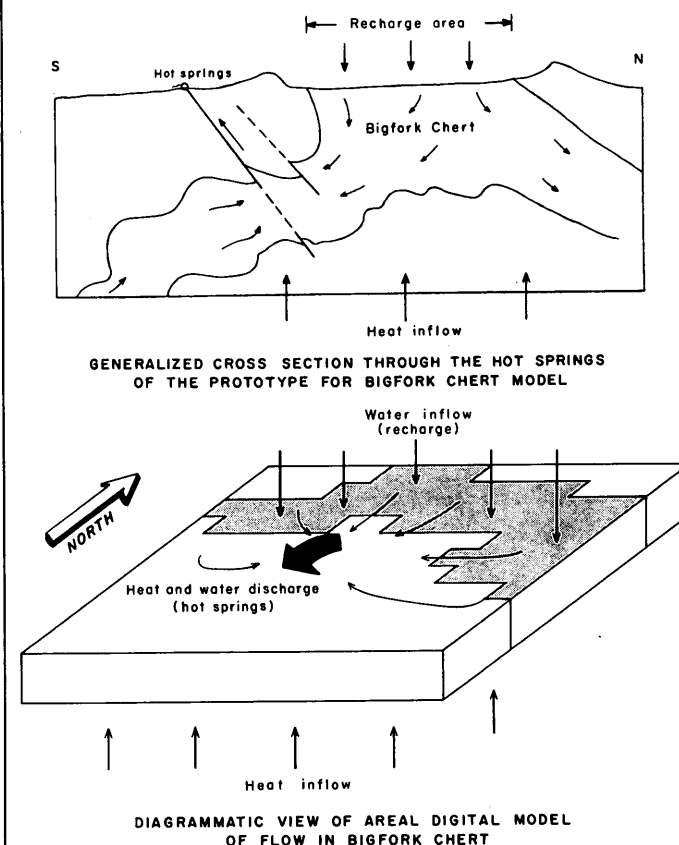 Recharge area
S
N
Hot springs
Bigfork Chert
Heat inflow
GENERALIZED CROSS SECTION THROUGH THE HOT SPRINGS
OF THE PROTOTYPE FOR BIGFORK CHERT MODEL
Water inflow
(recharge)
NORTH
Heat and water discharge
(hot springs)
Heat inflow
DIAGRAMMATIC VIEW OF AREAL DIGITAL MODEL
OF FLOW IN BIGFORK CHERT